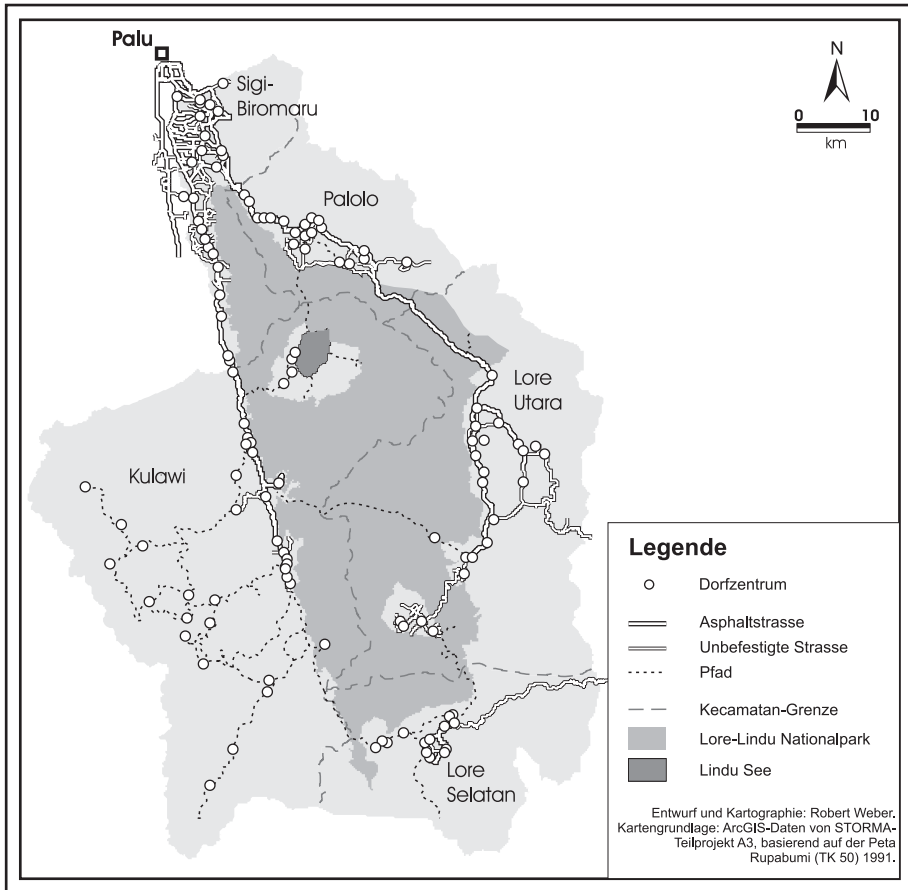 Palu
Sigi-
Biromaru
N
0 10
km
Palolo
Lore
Utara
Kulawi
Lore
Selatan
Legende
Dorfzentrum
Asphaltstrasse
Unbefestigte Strasse
Pfad
Kecamatan-Grenze
Lore-Lindu Nationalpark
Lindu See
Entwurf und Kartographie: Robert Weber.
Kartengrundlage: ArcGIS-Daten von STORMA-
Teilprojekt A3, basierend auf der Peta
Rupabumi (TK 50) 1991.